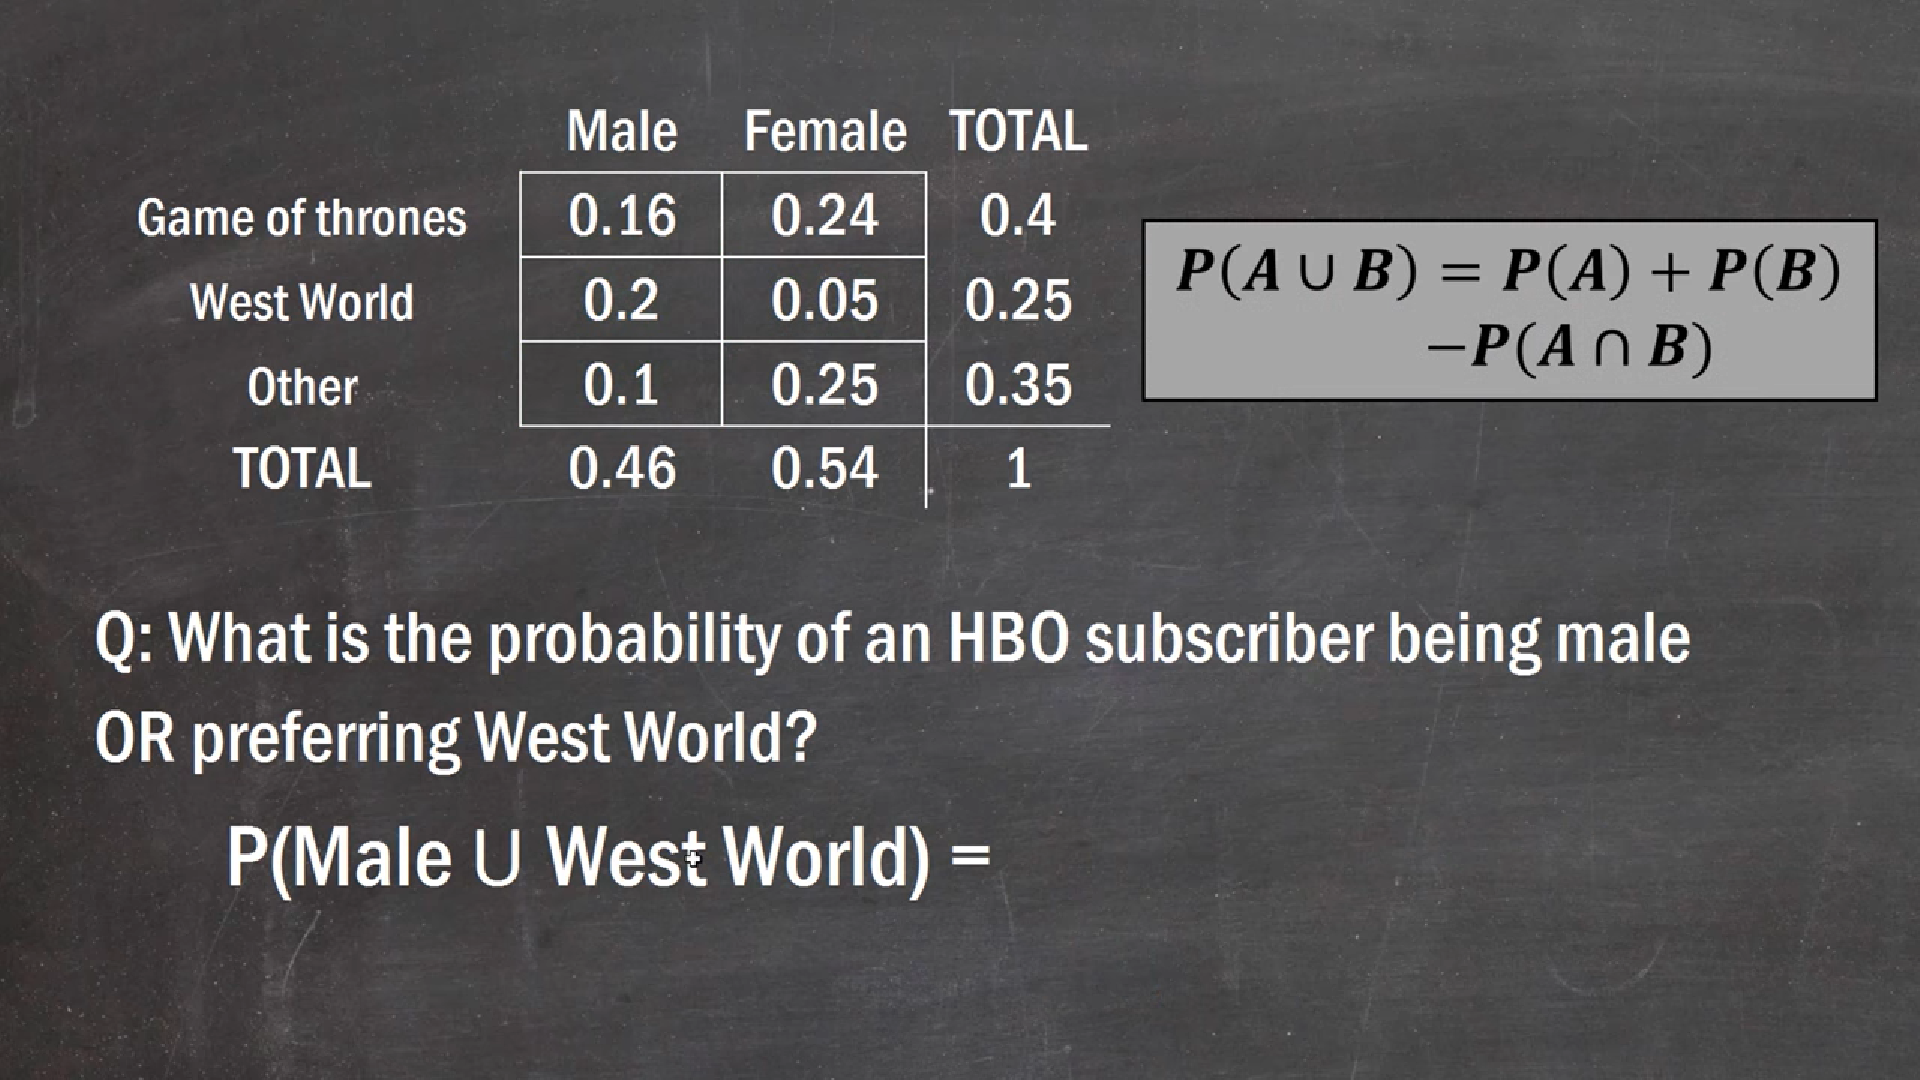 Male Female TOTAL
Game of thrones 0.16 0.24 0.4
West World 0.2 0.05 0.25
Other 0.1 0.25 0.35
TOTAL 0.46 0.54 1
P(A ∪ B) = P(A) + P(B)
−P(A ∩ B)
Q: What is the probability of an HBO subscriber being male
OR preferring West World?
P(Male ∪ West World) =